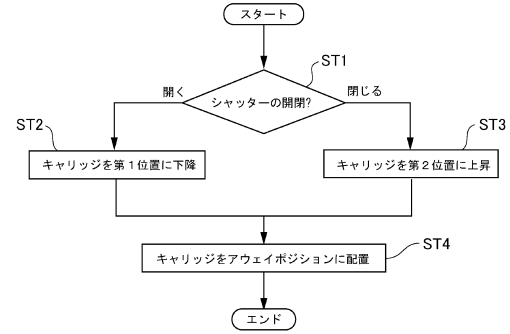 スタート
ST1
シャッターの開閉?
開く
閉じる
ST2
キャリッジを第1位置に下降
ST3
キャリッジを第2位置に上昇
ST4
キャリッジをアウェイポジションに配置
エンド